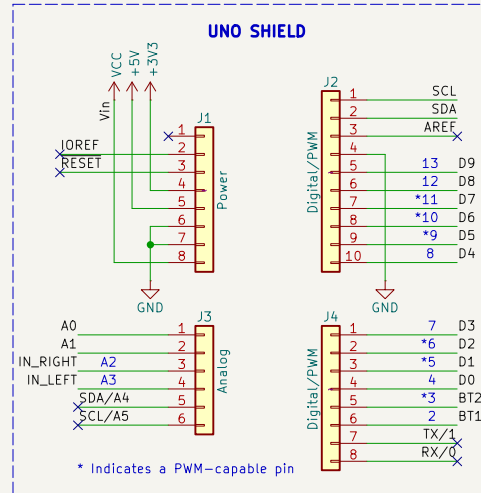 UNO SHIELD
VCC
+5V
+3V3
Vin
J1
1
IOREF 2
RESET 3
4
5
6
7
8
Power
GND
J2
1 SCL
2 SDA
3 AREF
4
5 13 D9
6 12 D8
7 *11 D7
8 *10 D6
9 *9 D5
10 8 D4
Digital/PWM
GND
J3
A0 1
A1 2
IN_RIGHT A2 3
IN_LEFT A3 4
SDA/A4 5
SCL/A5 6
Analog
J4
1 7 D3
2 *6 D2
3 *5 D1
4 4 D0
5 *3 BT2
6 2 BT1
7 TX/1
8 RX/0
Digital/PWM
* Indicates a PWM-capable pin